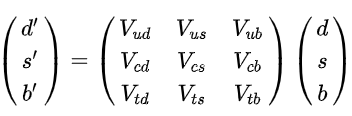 d′ = V_ud V_us V_ub d
s′ = V_cd V_cs V_cb s
b′ = V_td V_ts V_tb b